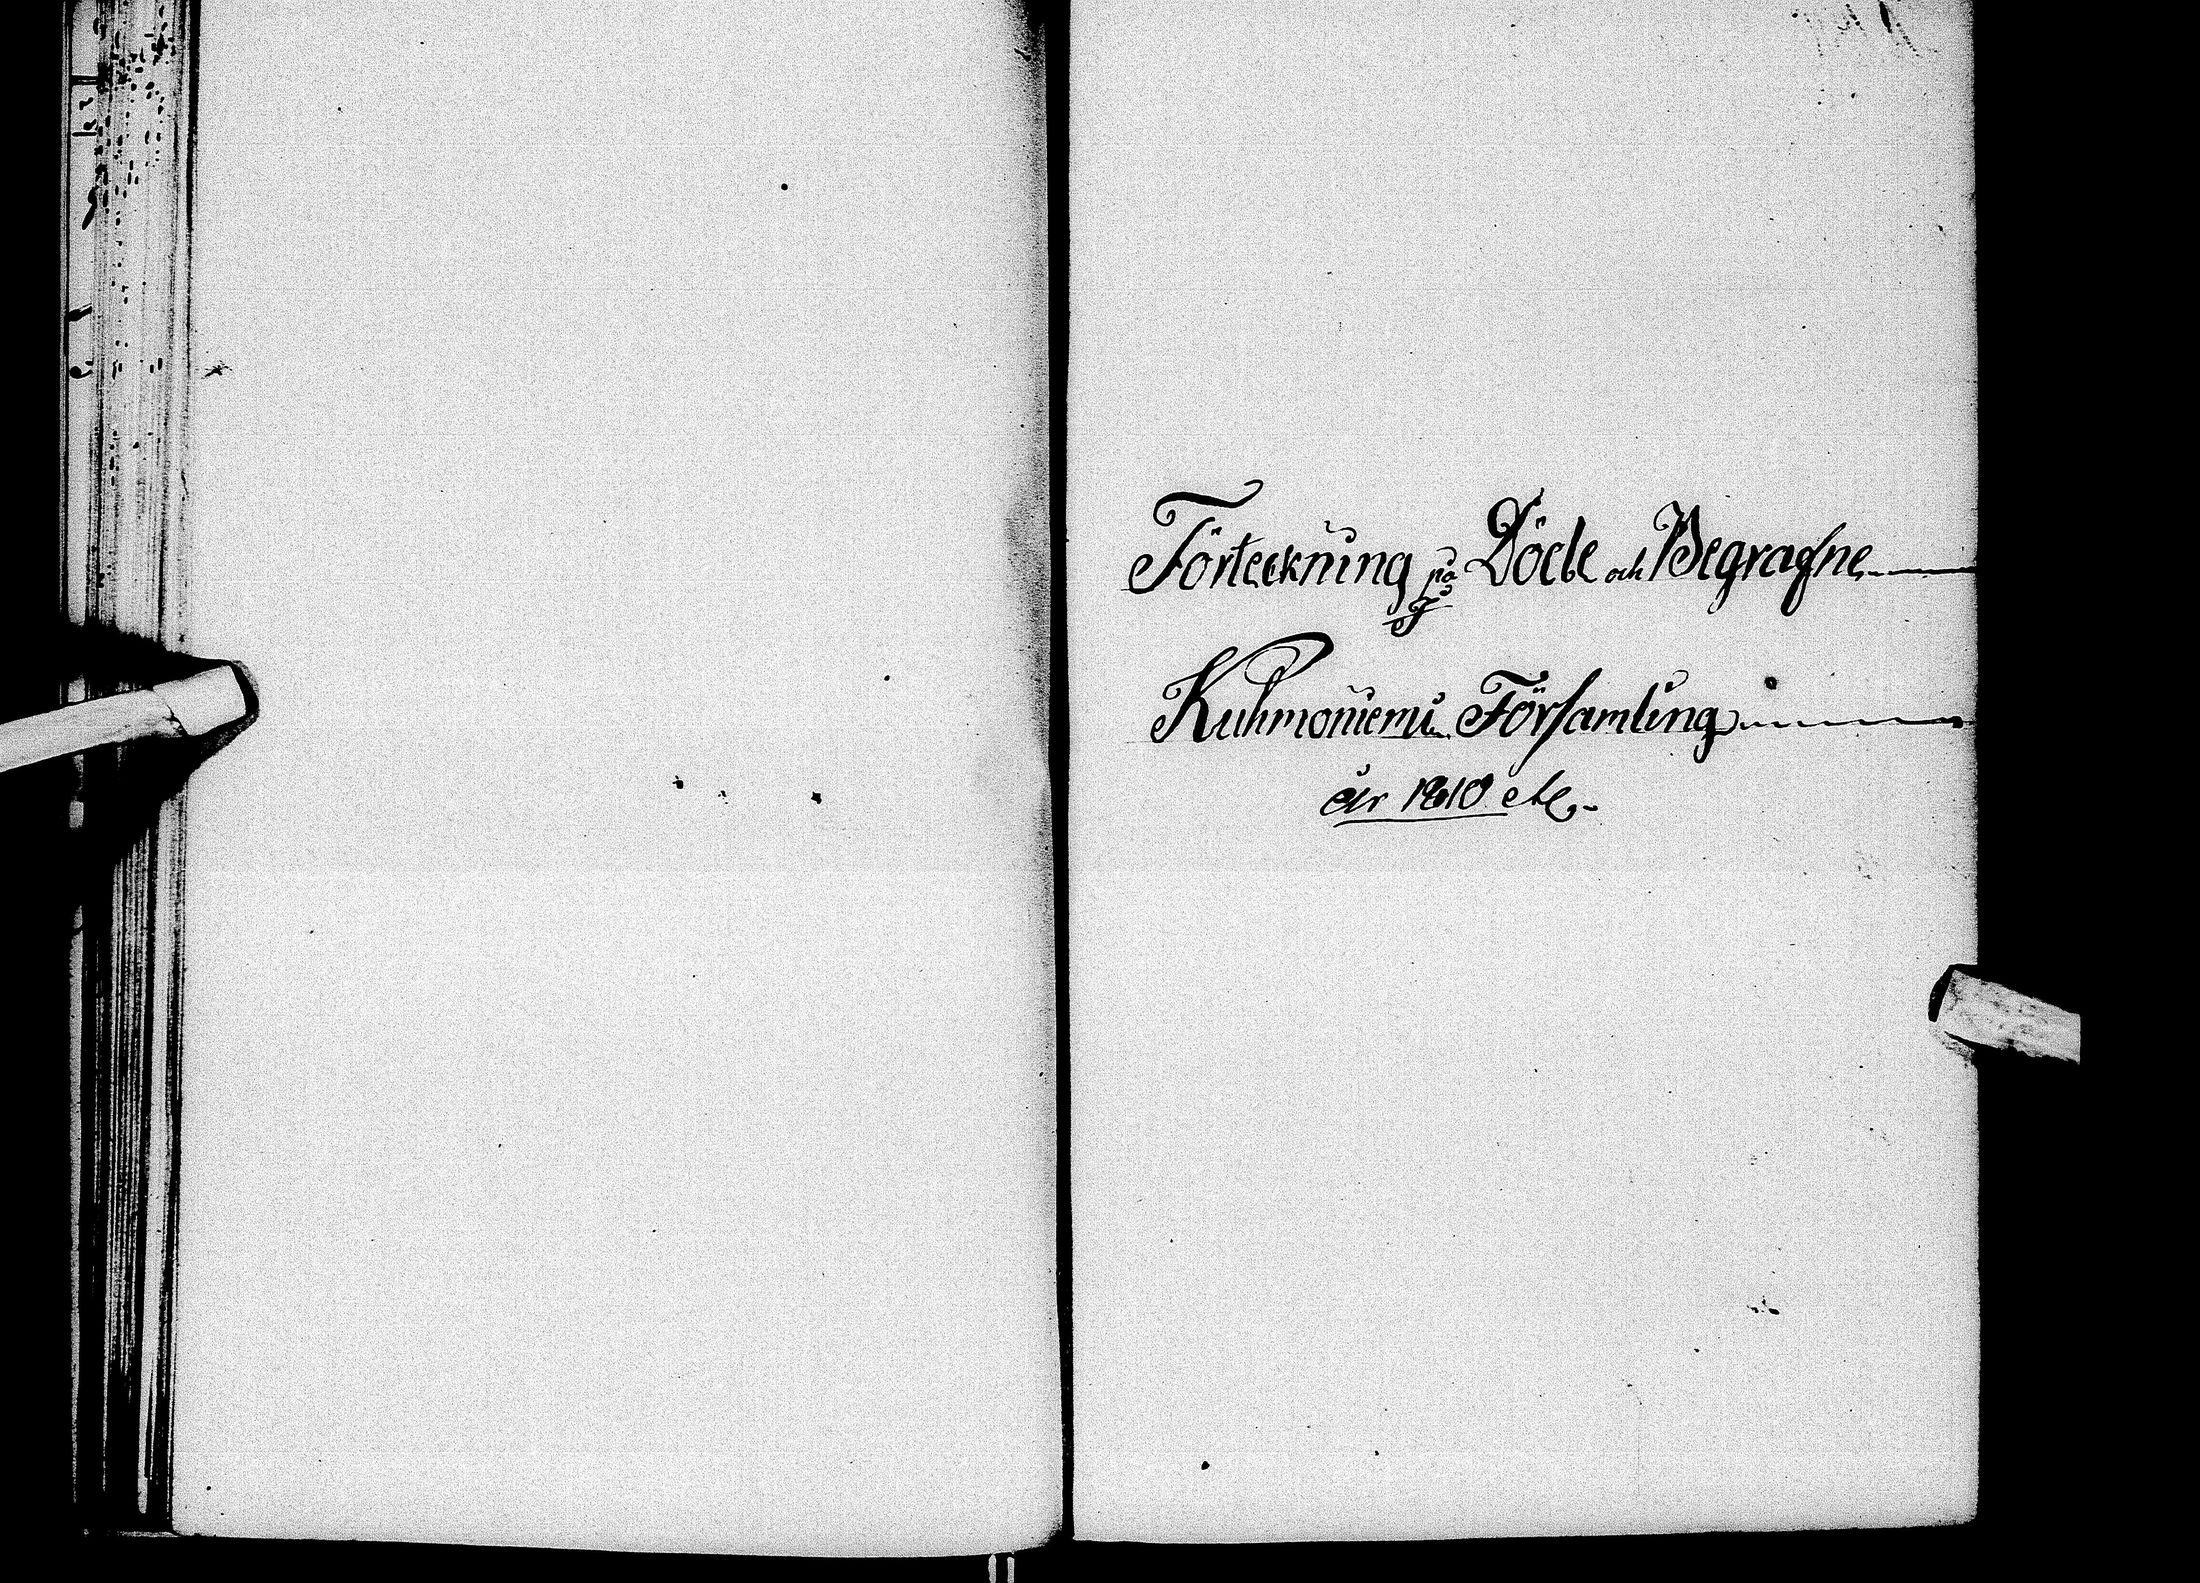 Förteckning på Döde och Begrafne
J
Kuhmoniemi Församling
år 1810 etc.